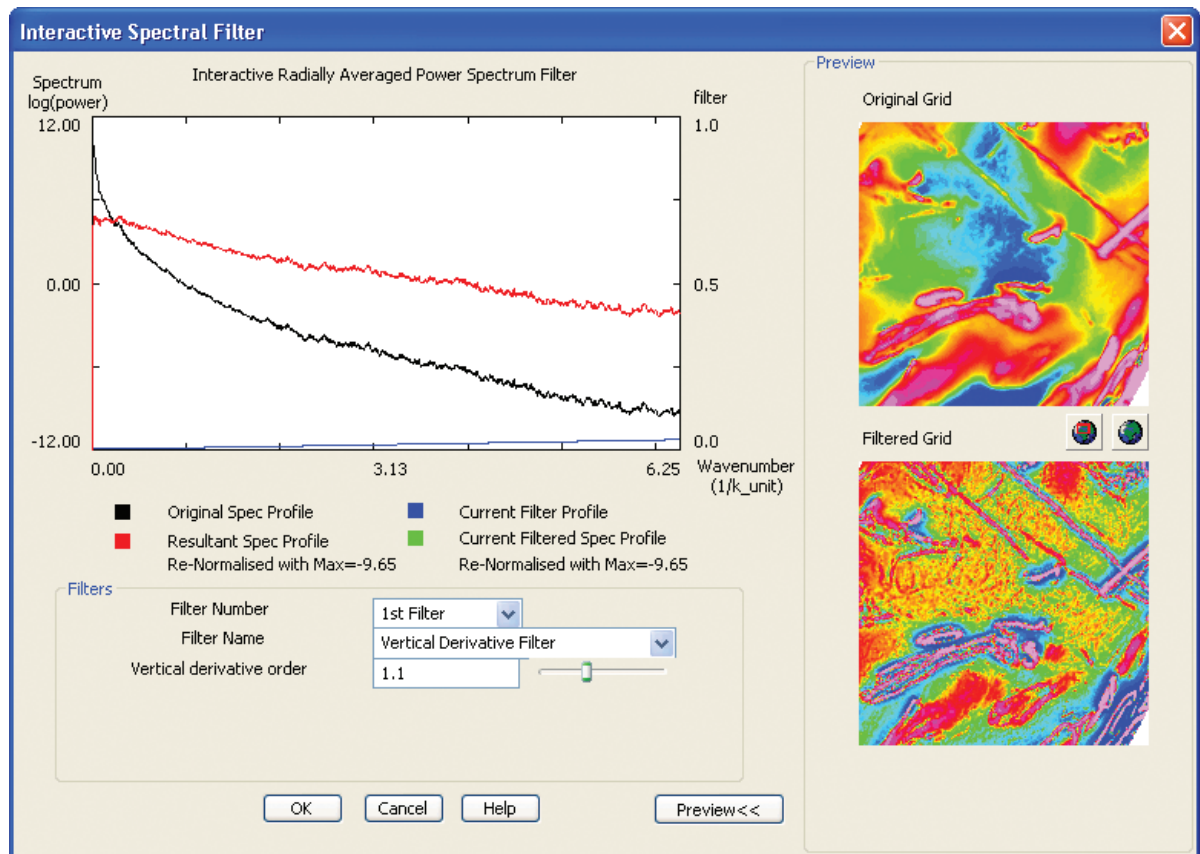 Interactive Spectral Filter
Interactive Radially Averaged Power Spectrum Filter
Spectrum
log(power)
filter
12.00
1.0
0.00
0.5
-12.00
0.0
0.00
3.13
6.25
Wavenumber
(1/k_unit)
Original Spec Profile
Current Filter Profile
Resultant Spec Profile
Current Filtered Spec Profile
Re-Normalised with Max=-9.65
Re-Normalised with Max=-9.65
Filters
Filter Number
1st Filter
Filter Name
Vertical Derivative Filter
Vertical derivative order
1.1
OK
Cancel
Help
Preview<<
Preview
Original Grid
Filtered Grid